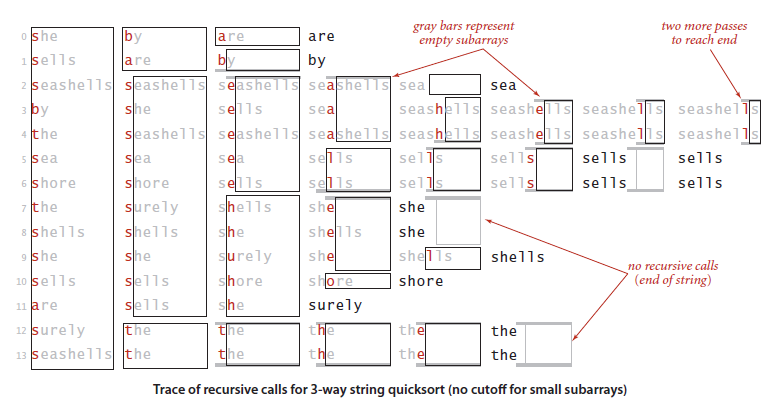 gray bars represent
empty subarrays
two more passes
to reach end
0 she by are are
1 sells are by by
2 seashells seashells seashells seashells sea sea
3 by she sells sea seashells seashells seashells seashells
4 the seashells seashells seashells seashells seashells seashells seashells
5 sea sea sea sells sells sells sells sells
6 shore shore sells sells sells sells sells sells
7 the surely shells she she
8 shells shells she shells she
9 she she surely she shells shells
10 sells sells shore shore shore
11 are sells she surely
12 surely the the the the the
13 seashells the the the the the
no recursive calls
(end of string)
Trace of recursive calls for 3-way string quicksort (no cutoff for small subarrays)